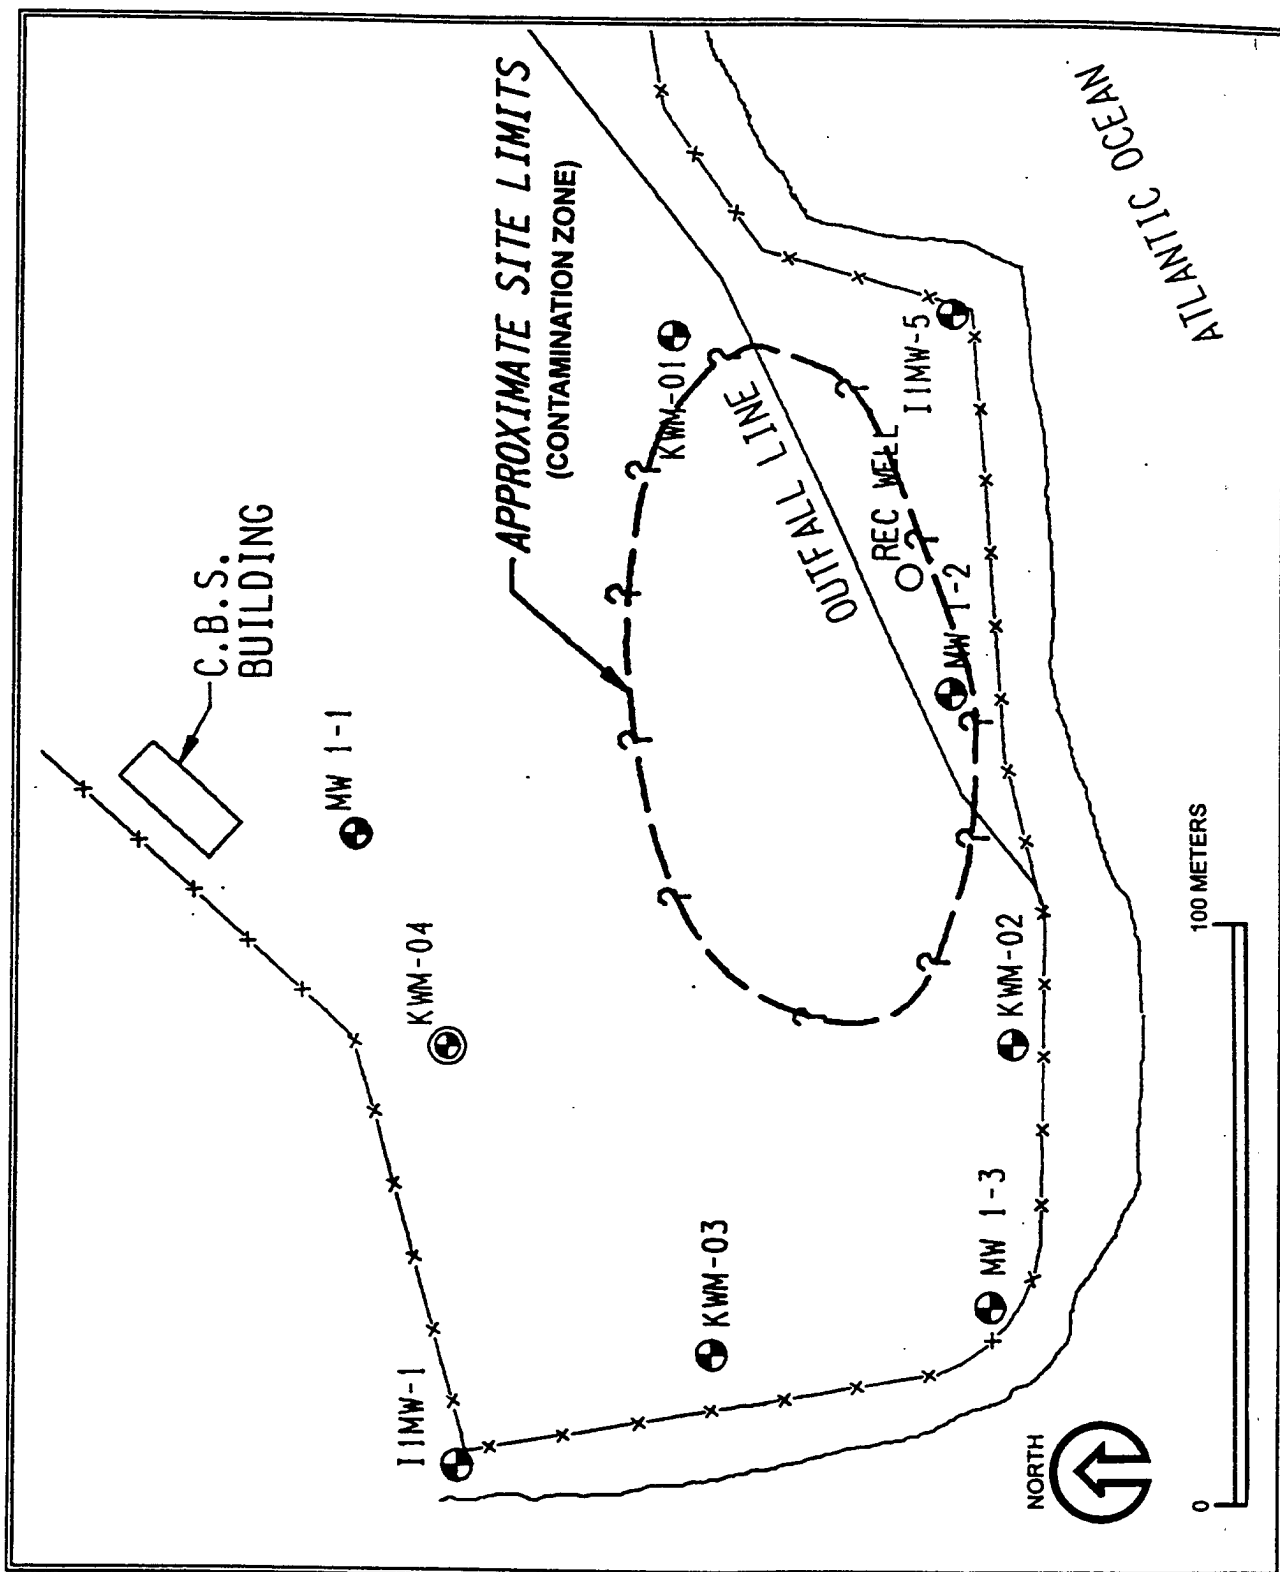 C.B.S.
BUILDING
APPROXIMATE SITE LIMITS
(CONTAMINATION ZONE)
MW 1-1
KWM-04
I1MW-1
KWM-03
MW 1-3
KWM-02
KWM-01
OUTFALL LINE
REC WELL
MW 1-2
I1MW-5
ATLANTIC OCEAN
NORTH
0
100 METERS
?
?
?
?
?
?
?
?
?
?
?